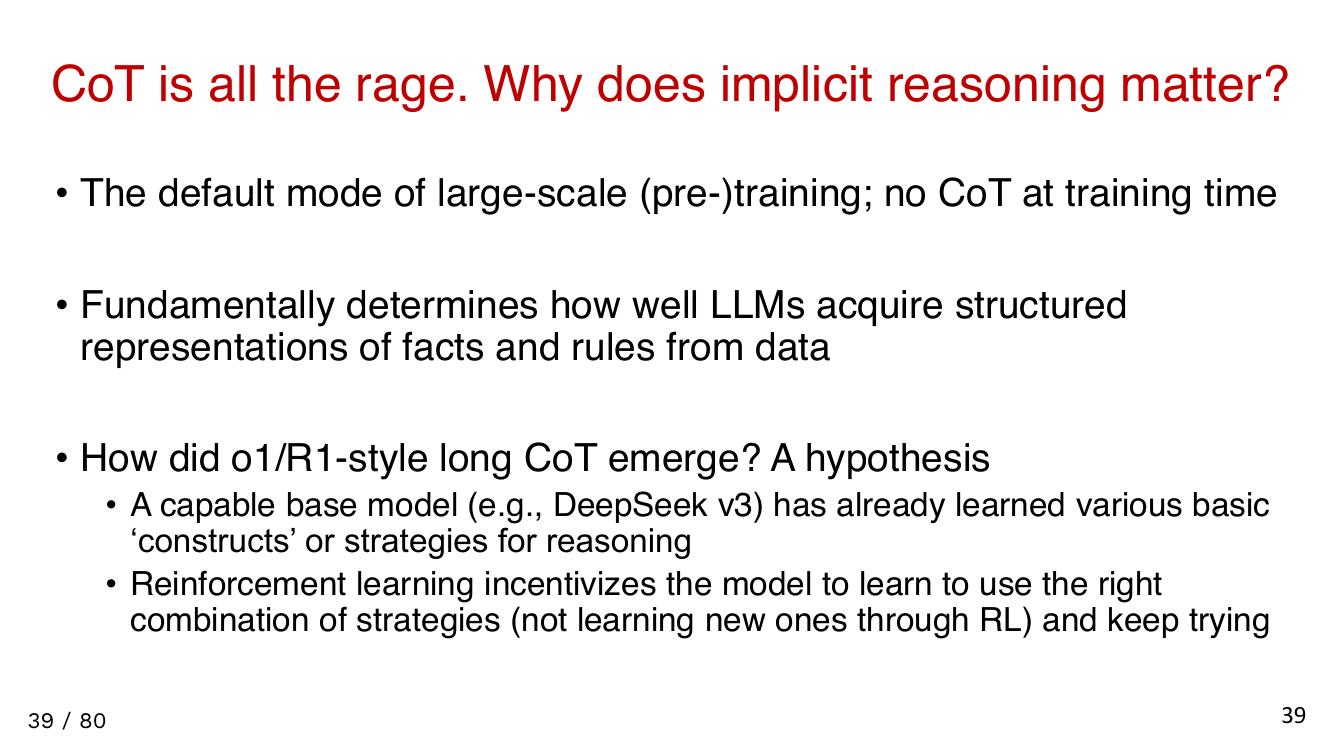 CoT is all the rage. Why does implicit reasoning matter?
• The default mode of large-scale (pre-)training; no CoT at training time
• Fundamentally determines how well LLMs acquire structured
representations of facts and rules from data
• How did o1/R1-style long CoT emerge? A hypothesis
• A capable base model (e.g., DeepSeek v3) has already learned various basic
‘constructs’ or strategies for reasoning
• Reinforcement learning incentivizes the model to learn to use the right
combination of strategies (not learning new ones through RL) and keep trying
39 / 80
39